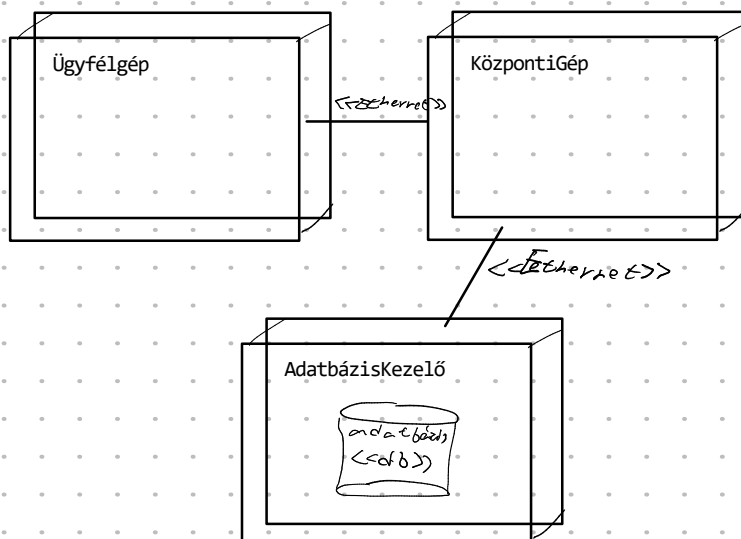 Ügyfélgép
KözpontiGép
<<Ethernet>>
<<Ethernet>>
AdatbázisKezelő
adatbázis
<<db>>